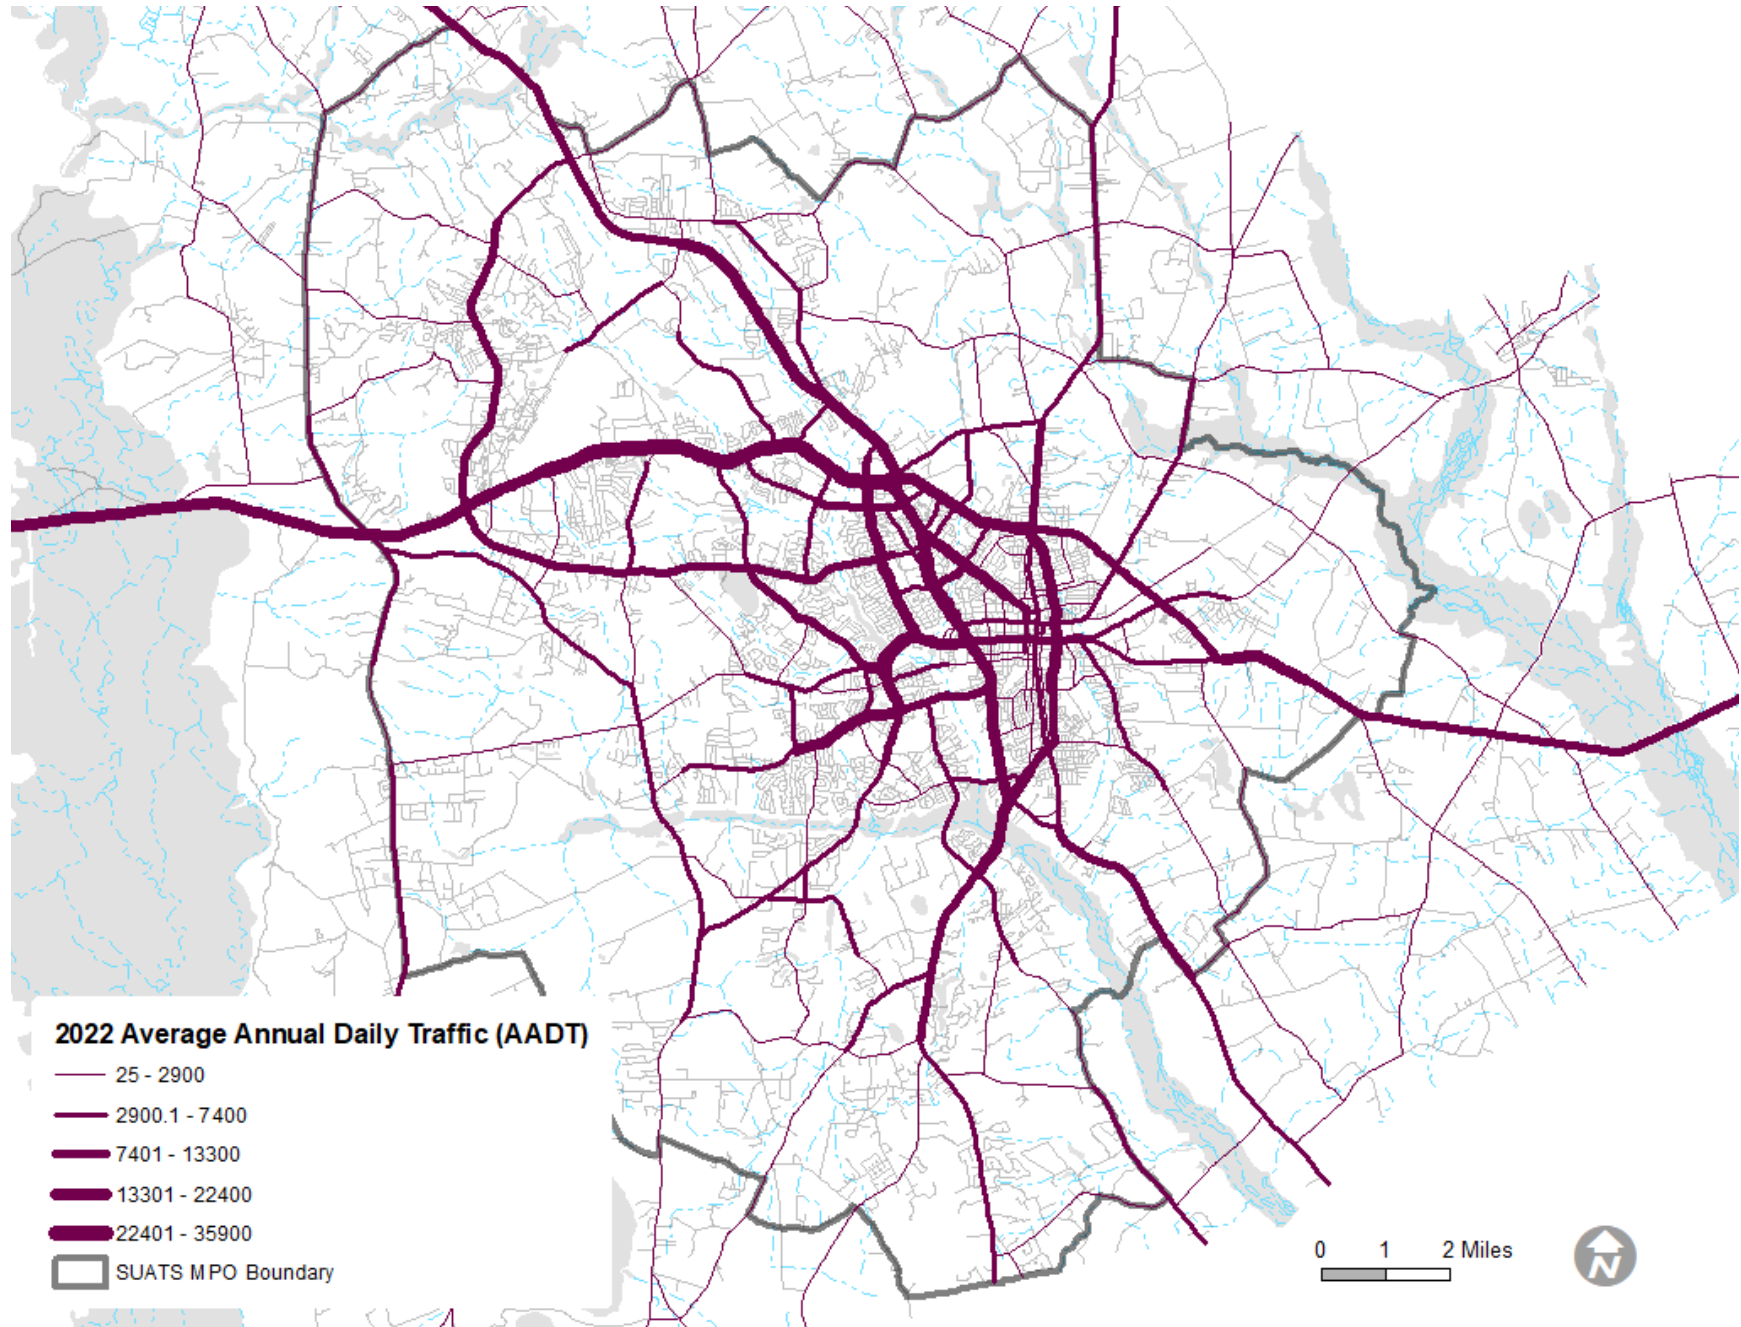 2022 Average Annual Daily Traffic (AADT)
25 - 2900
2900.1 - 7400
7401 - 13300
13301 - 22400
22401 - 35900
SUATS MPO Boundary
0 1 2 Miles
N